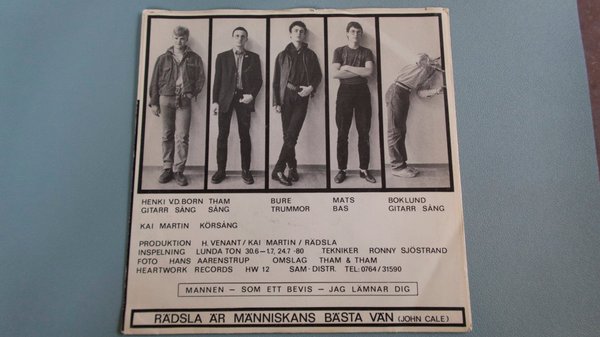 HENKI V.D. BORN THAM BURE MATS BOKLUND
GITARR SÅNG SÅNG TRUMMOR BAS GITARR SÅNG
KAI MARTIN KÖRSÅNG
PRODUKTION H. VENANT/KAI MARTIN/RÄDSLA
INSPELNING LUNDA TON 30.6–1.7, 24.7 -80 TEKNIKER RONNY SJÖSTRAND
FOTO HANS AARENSTRUP OMSLAG THAM & THAM
HEARTWORK RECORDS HW 12 SAM-DISTR. TEL: 0764/31590
MANNEN – SOM ETT BEVIS – JAG LÄMNAR DIG
RÄDSLA ÄR MÄNNISKANS BÄSTA VÄN (JOHN CALE)